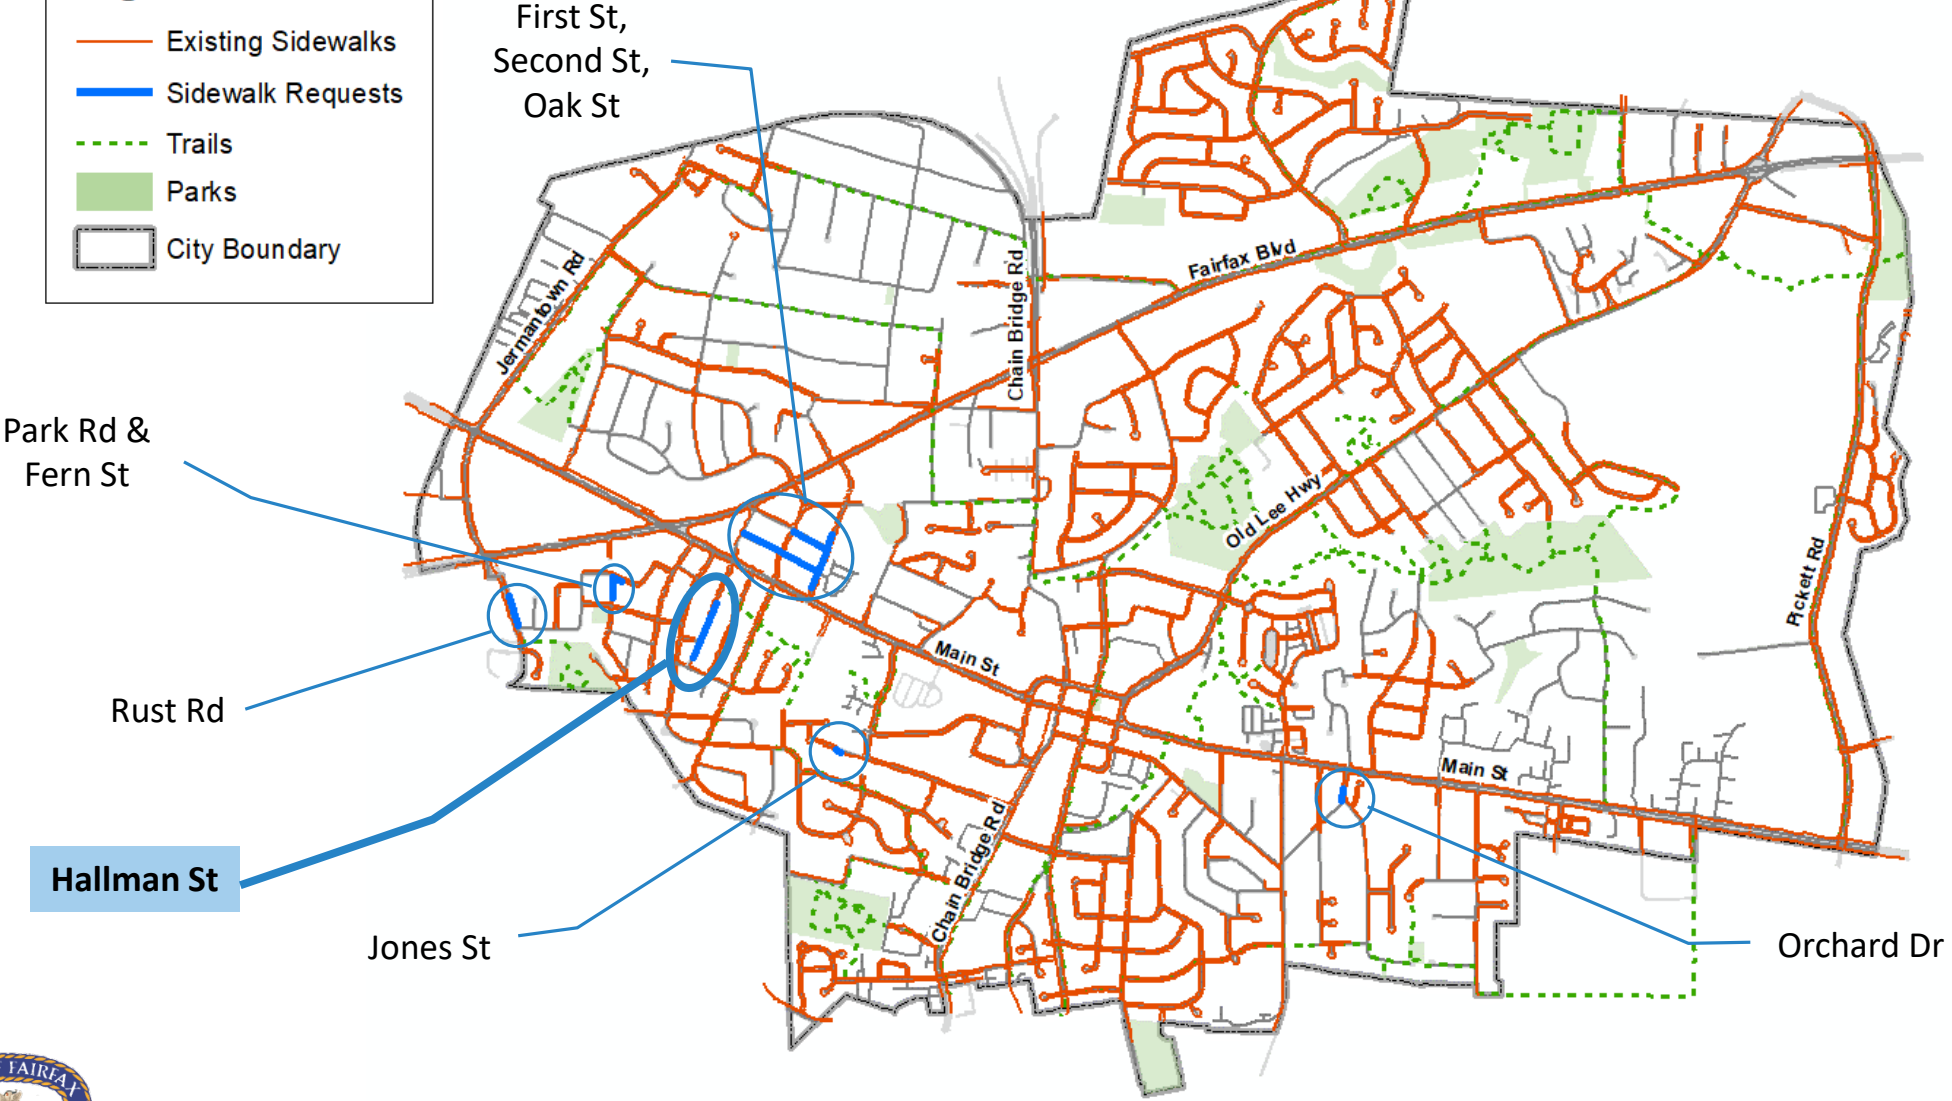 Existing Sidewalks
Sidewalk Requests
Trails
Parks
City Boundary
First St,
Second St,
Oak St
Jermantown Rd
Chain Bridge Rd
Fairfax Blvd
Park Rd &
Fern St
Old Lee Hwy
Pickett Rd
Main St
Rust Rd
Main St
Hallman St
Chain Bridge Rd
Jones St
Orchard Dr
FAIRFAX